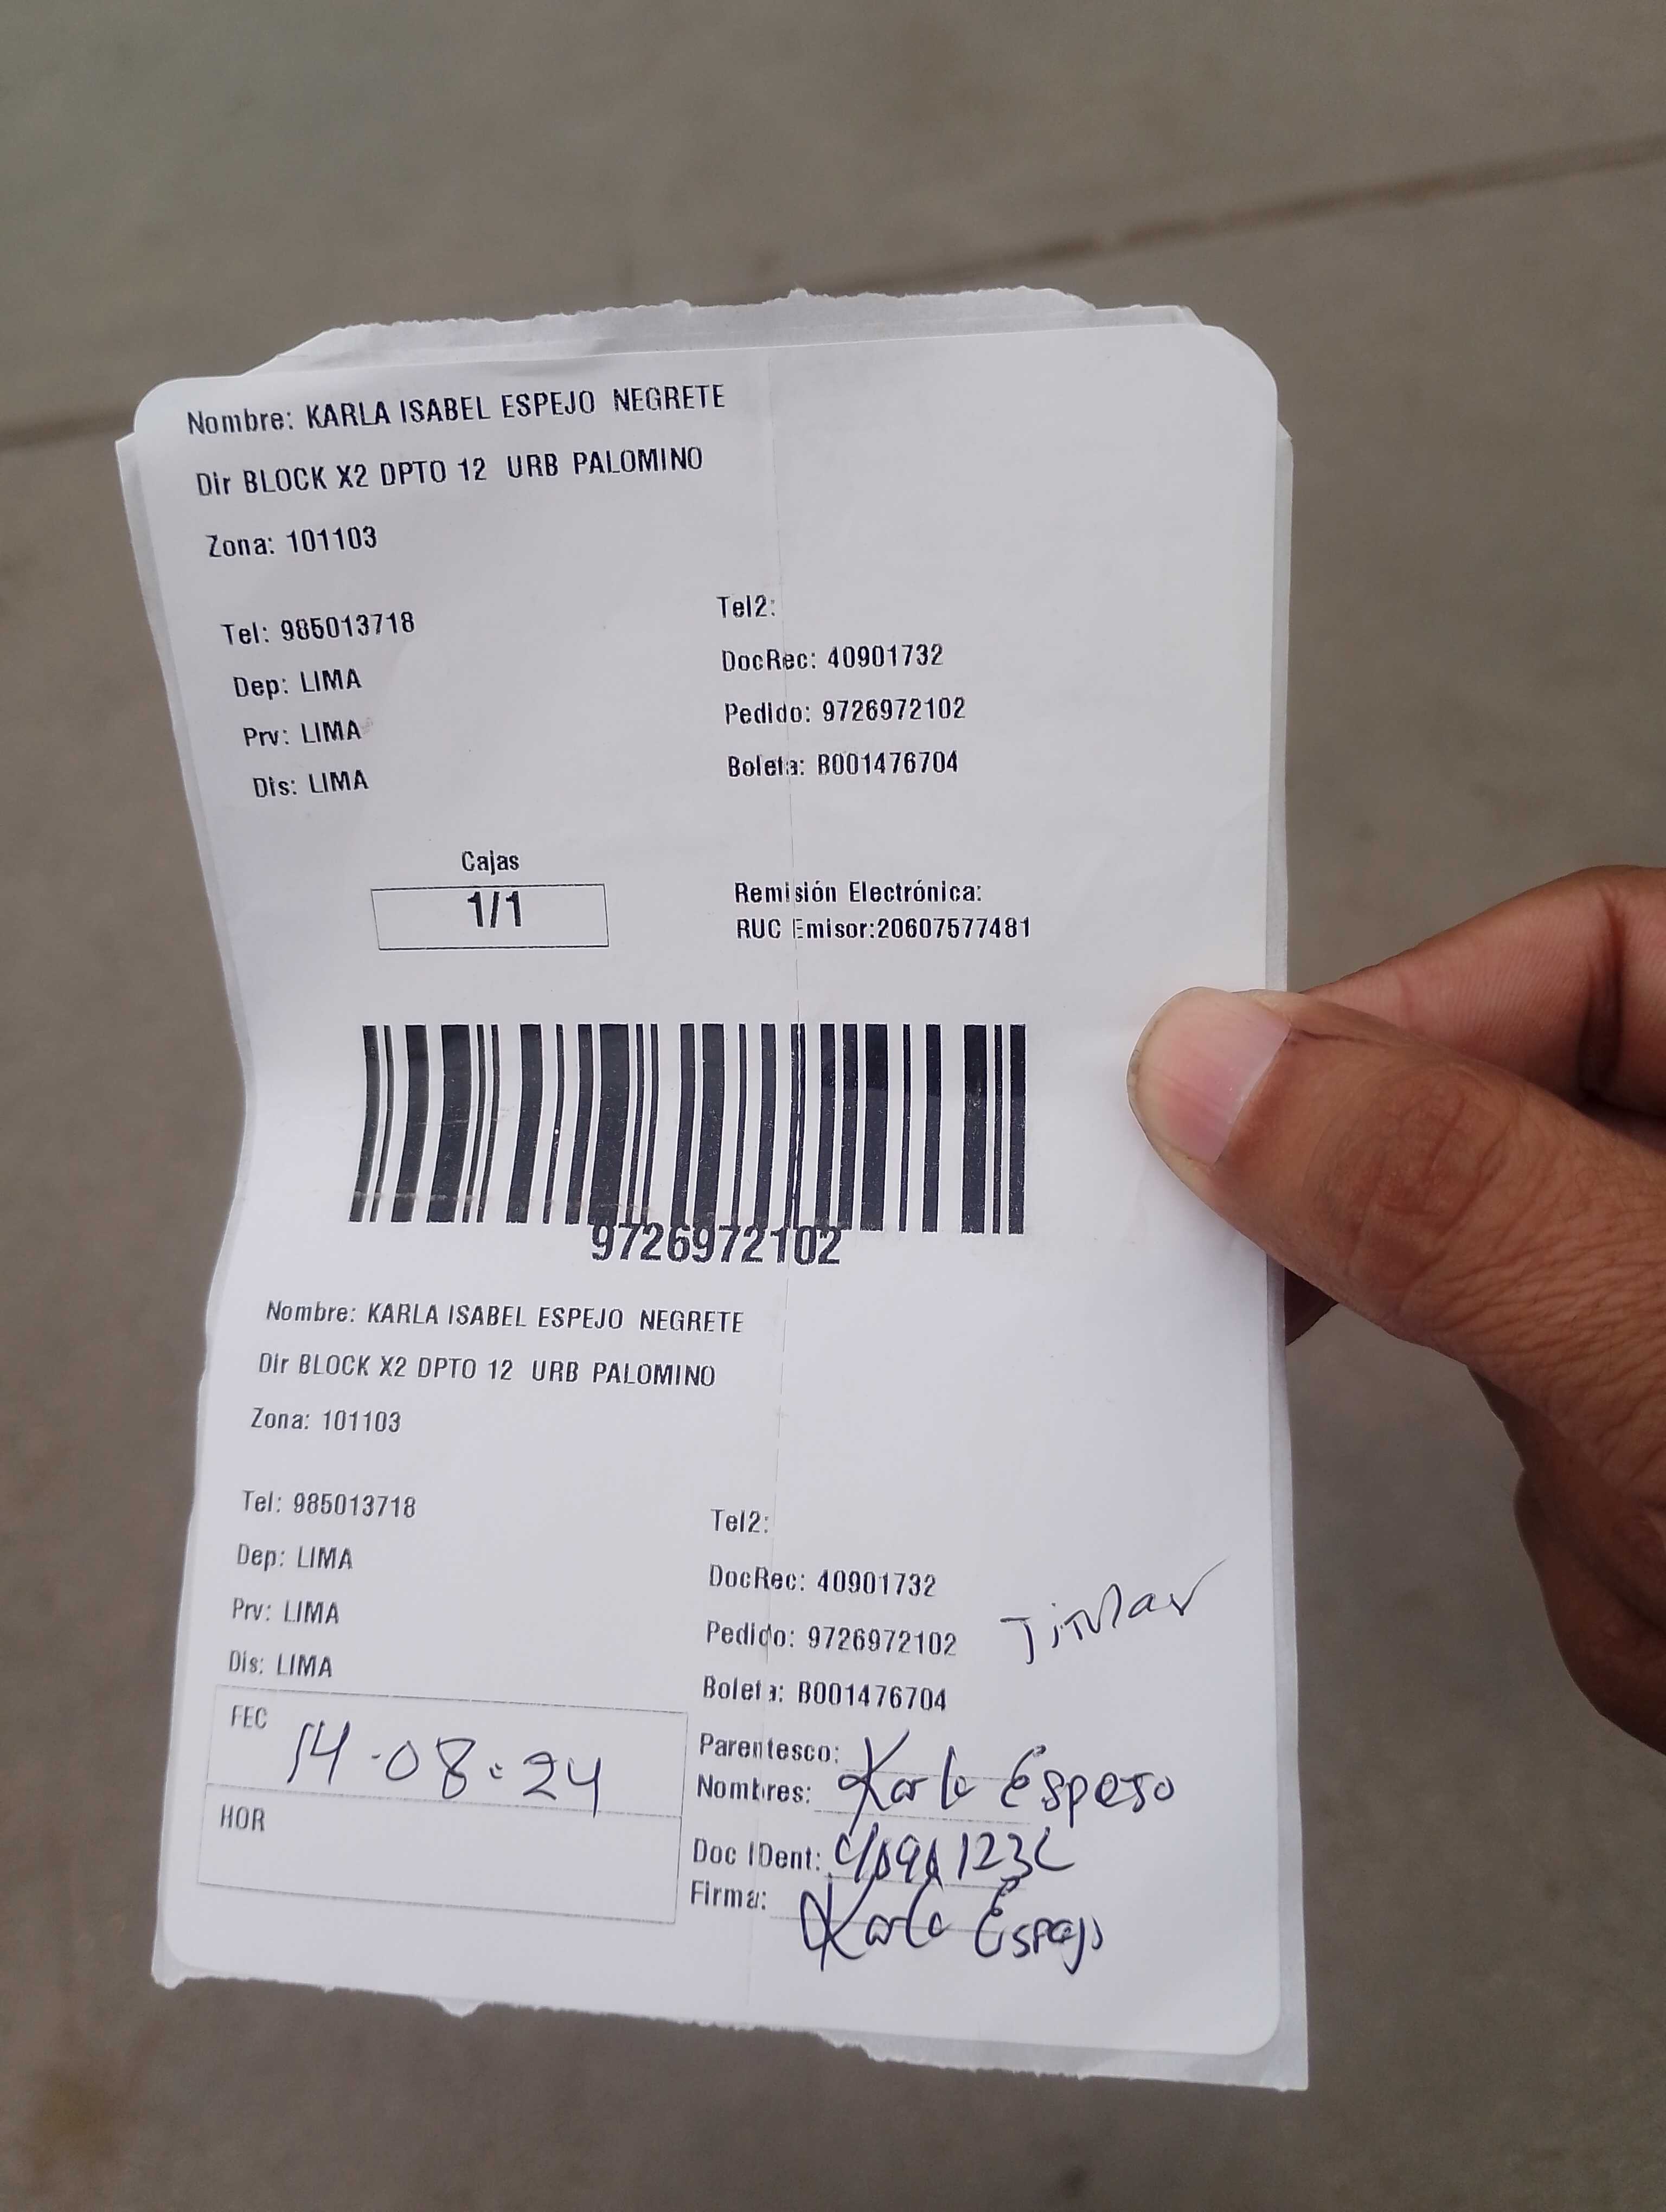 Nombre: KARLA ISABEL ESPEJO NEGRETE
Dir BLOCK X2 DPTO 12 URB PALOMINO
Zona: 101103
Tel: 985013718
Tel2:
Dep: LIMA
DocRec: 40901732
Prv: LIMA
Pedido: 9726972102
Dis: LIMA
Boleta: B001476704
Cajas
1/1
Remisión Electrónica:
RUC Emisor:20607577481
9726972102
Nombre: KARLA ISABEL ESPEJO NEGRETE
Dir BLOCK X2 DPTO 12 URB PALOMINO
Zona: 101103
Tel: 985013718
Tel2:
Dep: LIMA
DocRec: 40901732
Prv: LIMA
Pedido: 9726972102 Titular
Dis: LIMA
Boleta: B001476704
FEC 14-08-24
Parentesco:
Nombres: Karla Espejo
HOR
Doc IDent:
Firma: Karla Espejo